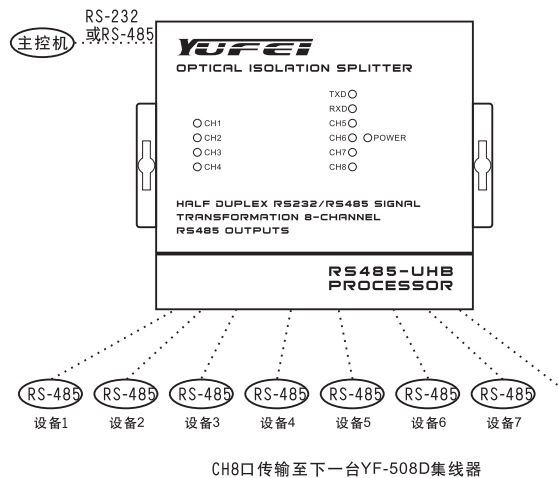 RS-232
或RS-485
主控机
YUFEI
OPTICAL ISOLATION SPLITTER
TXD
RXD
CH1 CH5
CH2 CH6 POWER
CH3 CH7
CH4 CH8
HALF DUPLEX RS232/RS485 SIGNAL
TRANSFORMATION 8-CHANNEL
RS485 OUTPUTS
RS485-UHB
PROCESSOR
RS-485 RS-485 RS-485 RS-485 RS-485 RS-485 RS-485
设备1 设备2 设备3 设备4 设备5 设备6 设备7
CH8口传输至下一台YF-508D集线器